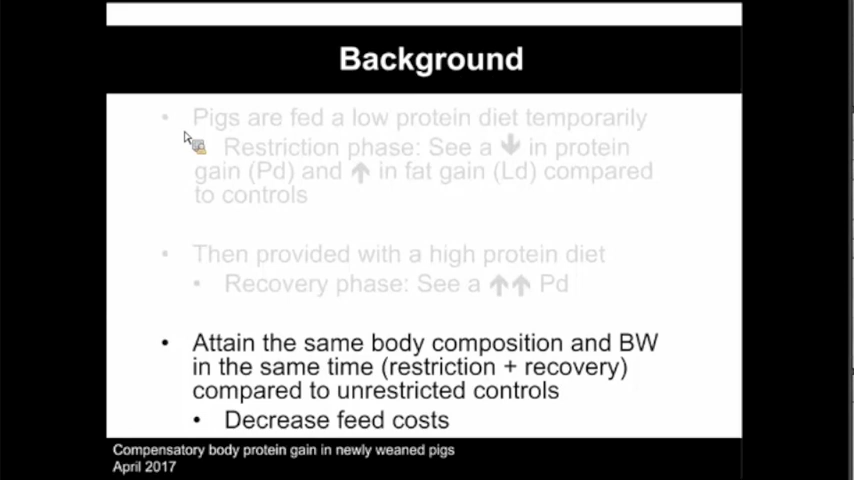 Background
• Pigs are fed a low protein diet temporarily
Restriction phase: See a ↓ in protein
gain (Pd) and ↑ in fat gain (Ld) compared
to controls
• Then provided with a high protein diet
• Recovery phase: See a ↑↑ Pd
• Attain the same body composition and BW
in the same time (restriction + recovery)
compared to unrestricted controls
• Decrease feed costs
Compensatory body protein gain in newly weaned pigs
April 2017